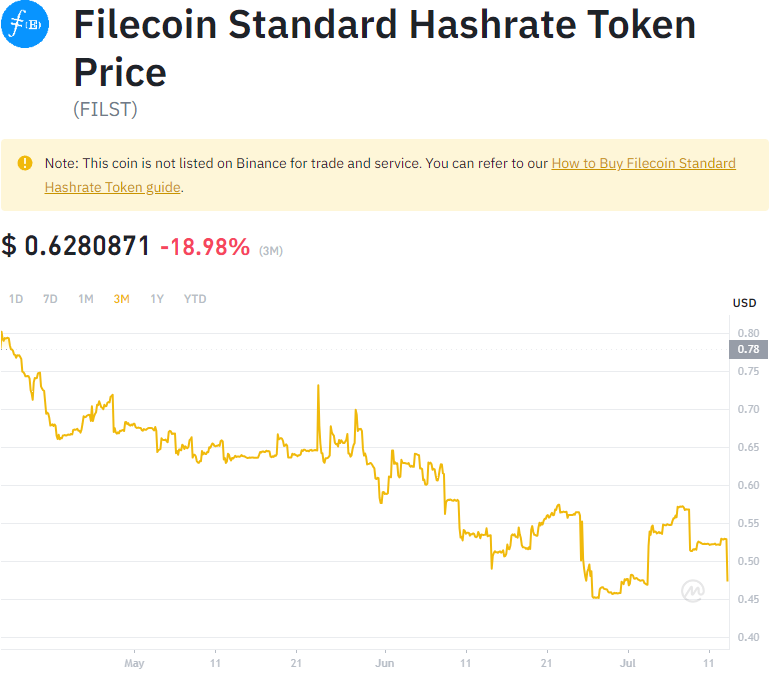 Filecoin Standard Hashrate Token
Price
(FILST)
Note: This coin is not listed on Binance for trade and service. You can refer to our How to Buy Filecoin Standard
Hashrate Token guide.
$ 0.6280871 -18.98% (3M)
1D 7D 1M 3M 1Y YTD
USD
0.80
0.78
0.75
0.70
0.65
0.60
0.55
0.50
0.45
0.40
May 11 21 Jun 11 21 Jul 11